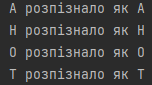 А розпізнало як А
Н розпізнало як Н
О розпізнало як О
Т розпізнало як Т